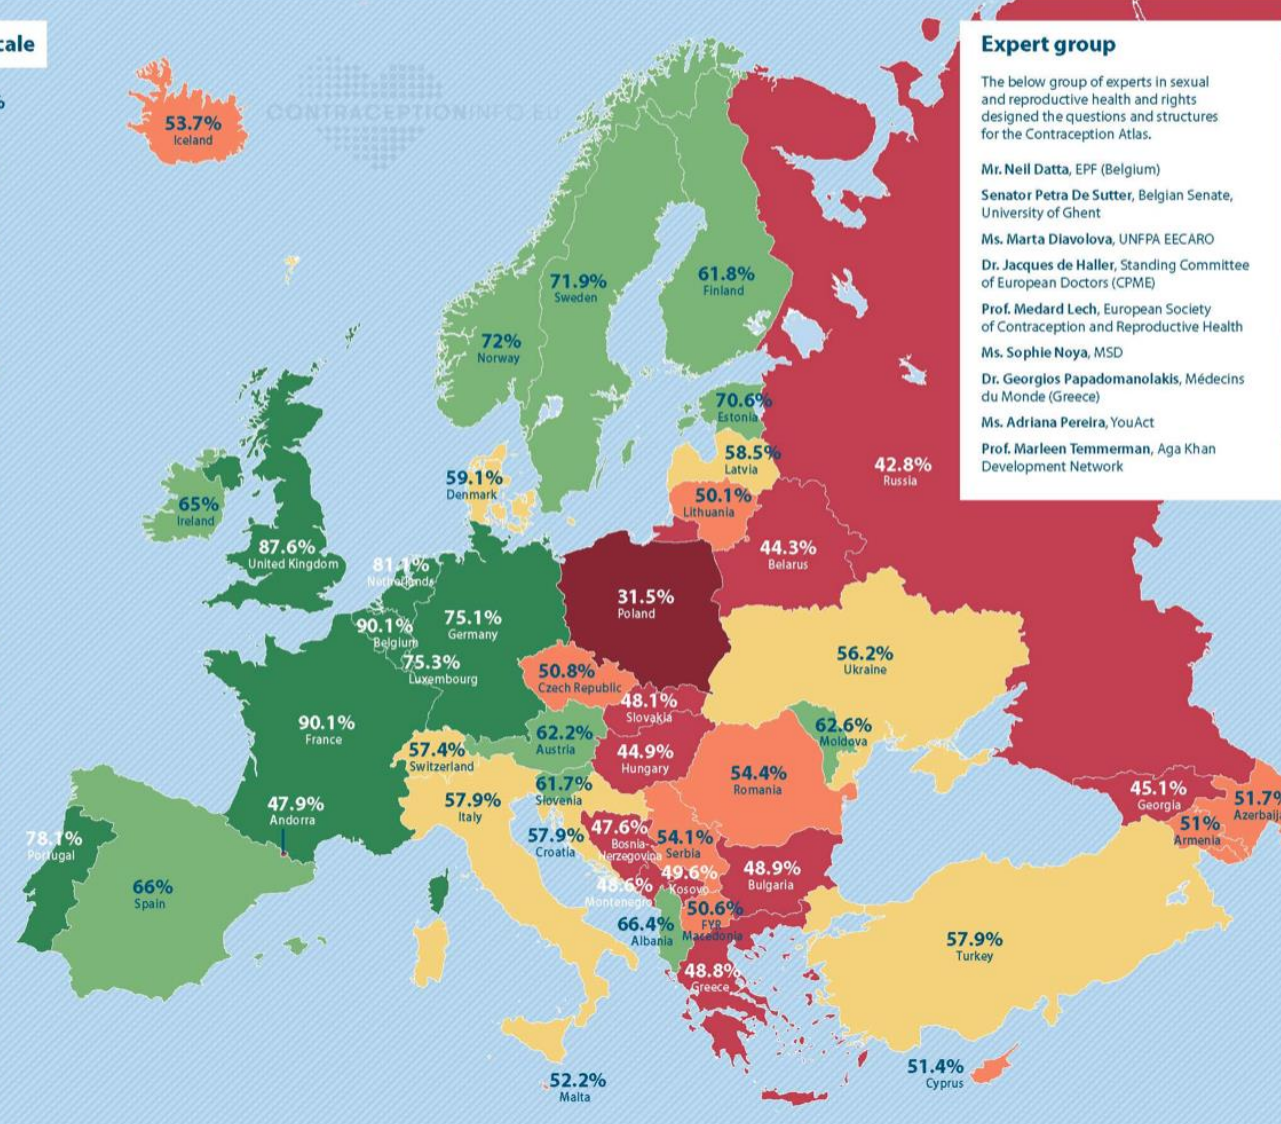 cale
%
53.7%
Iceland
CONTRACEPTIONINFO.E
Expert group
The below group of experts in sexual
and reproductive health and rights
designed the questions and structures
for the Contraception Atlas.
Mr. Neil Datta, EPF (Belgium)
Senator Petra De Sutter, Belgian Senate,
University of Ghent
Ms. Marta Diavolova, UNFPA EECARO
Dr. Jacques de Haller, Standing Committee
of European Doctors (CPME)
Prof. Medard Lech, European Society
of Contraception and Reproductive Health
Ms. Sophie Noya, MSD
Dr. Georgios Papadomanolakis, Médecins
du Monde (Greece)
Ms. Adriana Pereira, YouAct
Prof. Marleen Temmerman, Aga Khan
Development Network
71.9%
Sweden
61.8%
Finland
72%
Norway
70.6%
Estonia
58.5%
Latvia
42.8%
Russia
59.1%
Denmark
50.1%
Lithuania
65%
Ireland
87.6%
United Kingdom
81.1%
Netherlands
44.3%
Belarus
31.5%
Poland
90.1%
Belgium
75.1%
Germany
75.3%
Luxembourg
50.8%
Czech Republic
56.2%
Ukraine
48.1%
Slovakia
90.1%
France
62.2%
Austria
62.6%
Moldova
57.4%
Switzerland
44.9%
Hungary
54.4%
Romania
61.7%
Slovenia
57.9%
Italy
47.9%
Andorra
45.1%
Georgia
51.7%
Azerbaij
51%
Armenia
78.1%
Portugal
57.9%
Croatia
47.6%
Bosnia-
Herzegovina
54.1%
Serbia
66%
Spain
48.6%
Montenegro
49.6%
Kosovo
48.9%
Bulgaria
50.6%
FYR
Macedonia
66.4%
Albania
57.9%
Turkey
48.8%
Greece
51.4%
Cyprus
52.2%
Malta